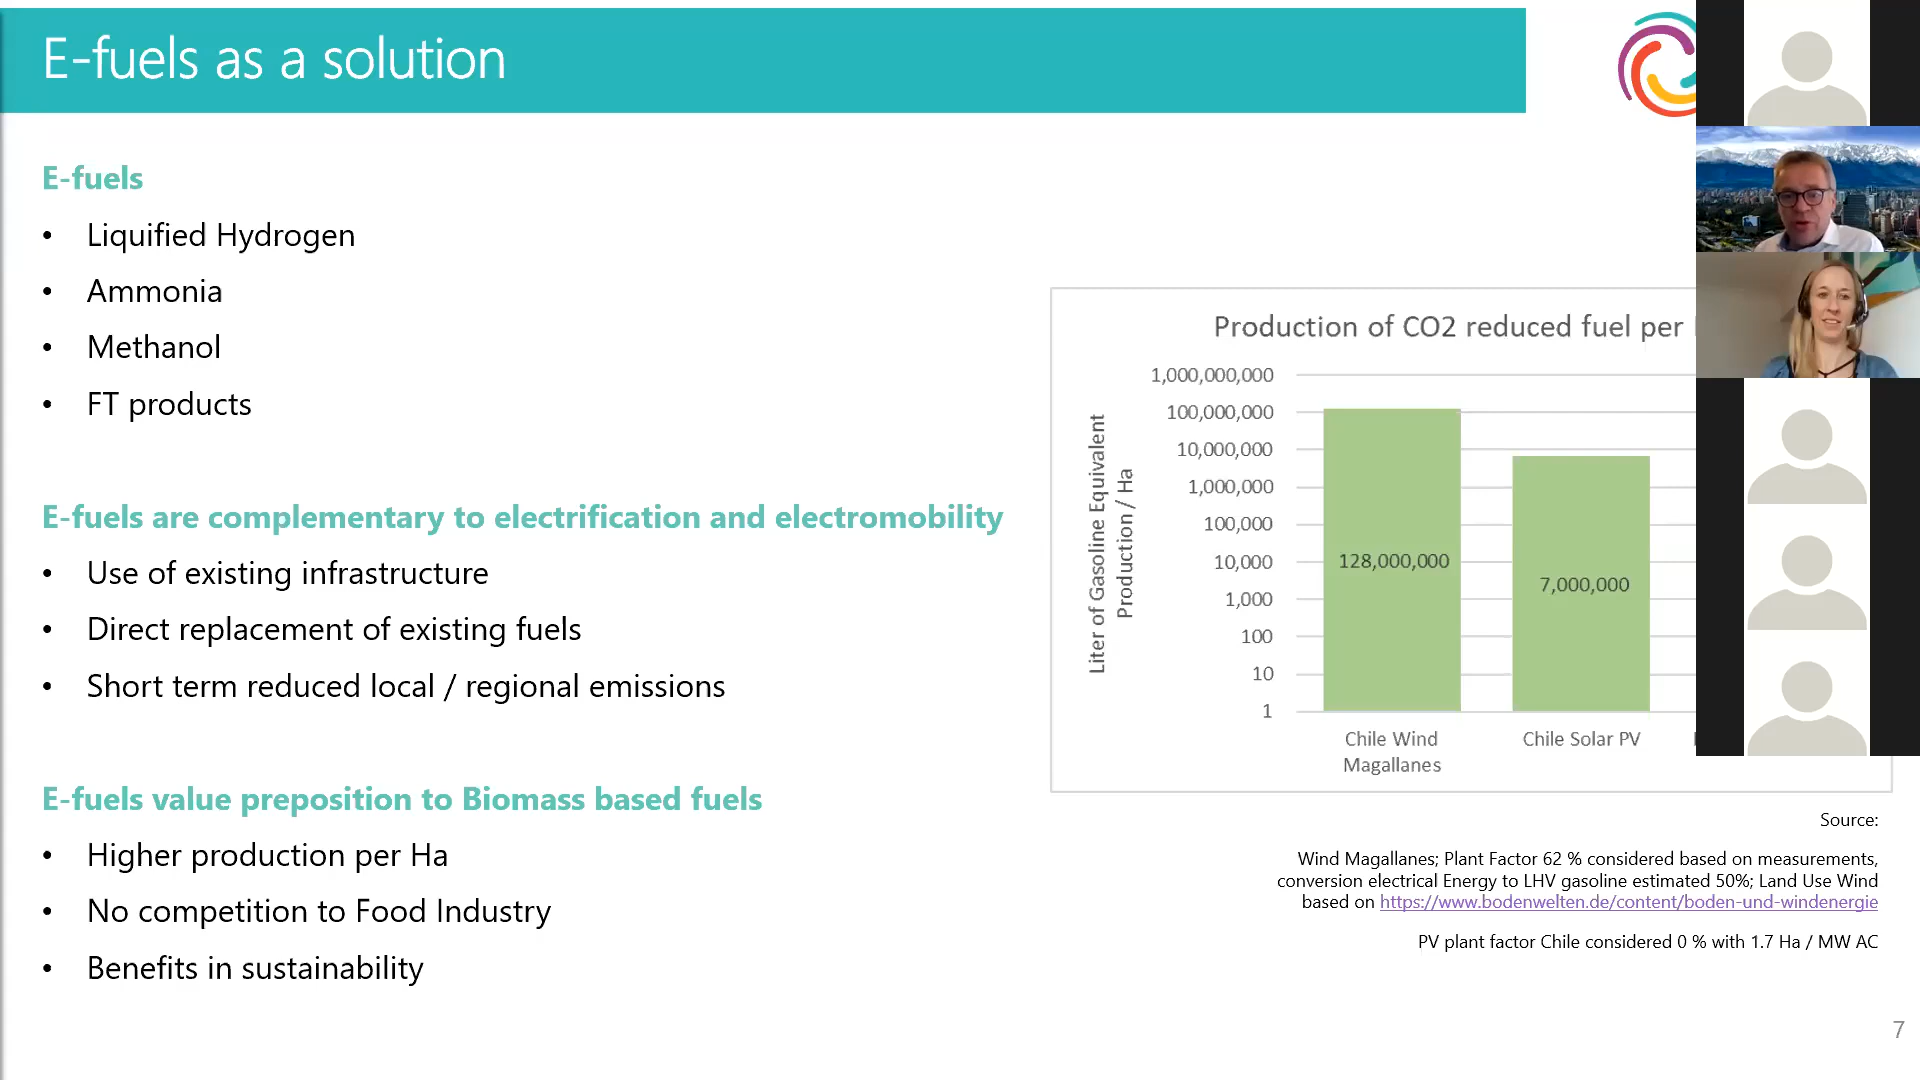 E-fuels as a solution
E-fuels
• Liquified Hydrogen
• Ammonia
• Methanol
• FT products
E-fuels are complementary to electrification and electromobility
• Use of existing infrastructure
• Direct replacement of existing fuels
• Short term reduced local / regional emissions
E-fuels value preposition to Biomass based fuels
• Higher production per Ha
• No competition to Food Industry
• Benefits in sustainability
Production of CO2 reduced fuel per
Liter of Gasoline Equivalent
Production / Ha
1,000,000,000
100,000,000
10,000,000
1,000,000
100,000
10,000
1,000
100
10
1
128,000,000
7,000,000
Chile Wind
Magallanes
Chile Solar PV
Source:
Wind Magallanes; Plant Factor 62 % considered based on measurements,
conversion electrical Energy to LHV gasoline estimated 50%; Land Use Wind
based on https://www.bodenwelten.de/content/boden-und-windenergie
PV plant factor Chile considered 0 % with 1.7 Ha / MW AC
7